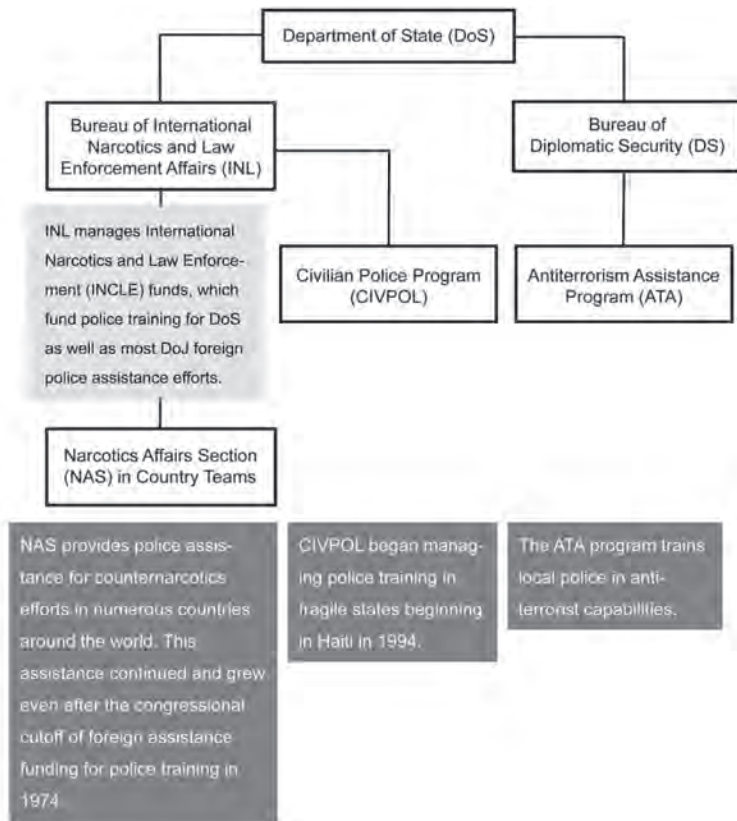 Department of State (DoS)
Bureau of International
Narcotics and Law
Enforcement Affairs (INL)
Bureau of
Diplomatic Security (DS)
INL manages International
Narcotics and Law Enforce-
ment (INCLE) funds, which
fund police training for DoS
as well as most DoJ foreign
police assistance efforts.
Civilian Police Program
(CIVPOL)
Antiterrorism Assistance
Program (ATA)
Narcotics Affairs Section
(NAS) in Country Teams
NAS provides police assis-
tance for counternarcotics
efforts in numerous countries
around the world. This
assistance continued and grew
even after the congressional
cutoff of foreign assistance
funding for police training in
1974.
CIVPOL began manag-
ing police training in
fragile states beginning
in Haiti in 1994.
The ATA program trains
local police in anti-
terrorist capabilities.